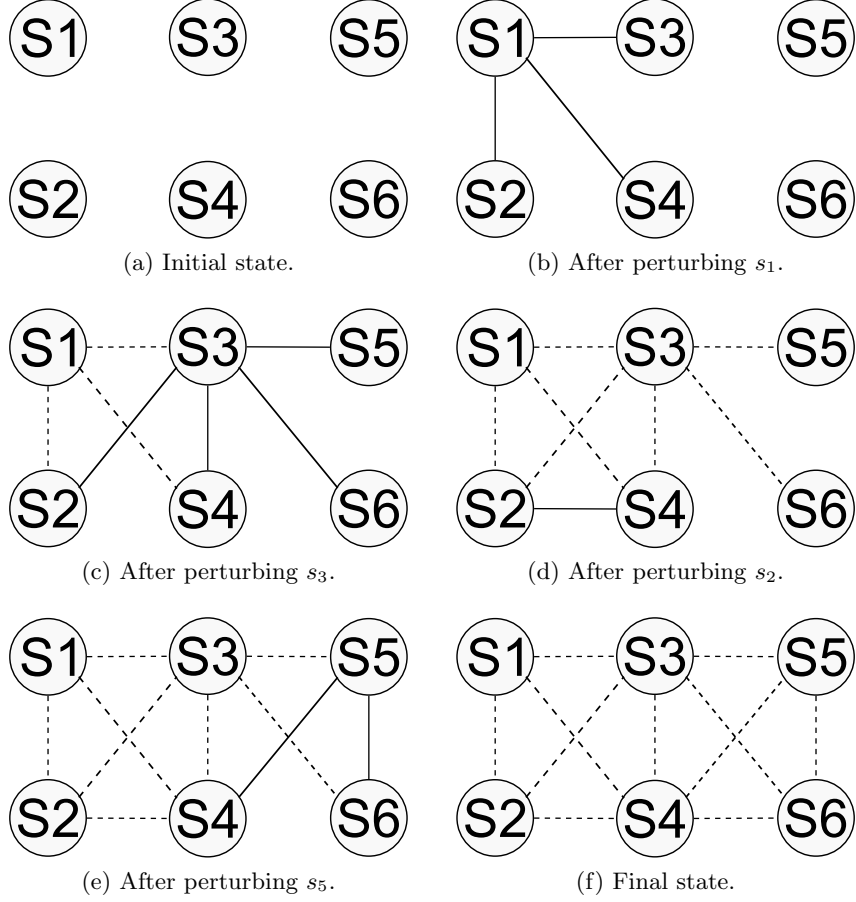 S1 S3 S5
S2 S4 S6
(a) Initial state.
S1 S3 S5
S2 S4 S6
(b) After perturbing s₁.
S1 S3 S5
S2 S4 S6
(c) After perturbing s₃.
S1 S3 S5
S2 S4 S6
(d) After perturbing s₂.
S1 S3 S5
S2 S4 S6
(e) After perturbing s₅.
S1 S3 S5
S2 S4 S6
(f) Final state.